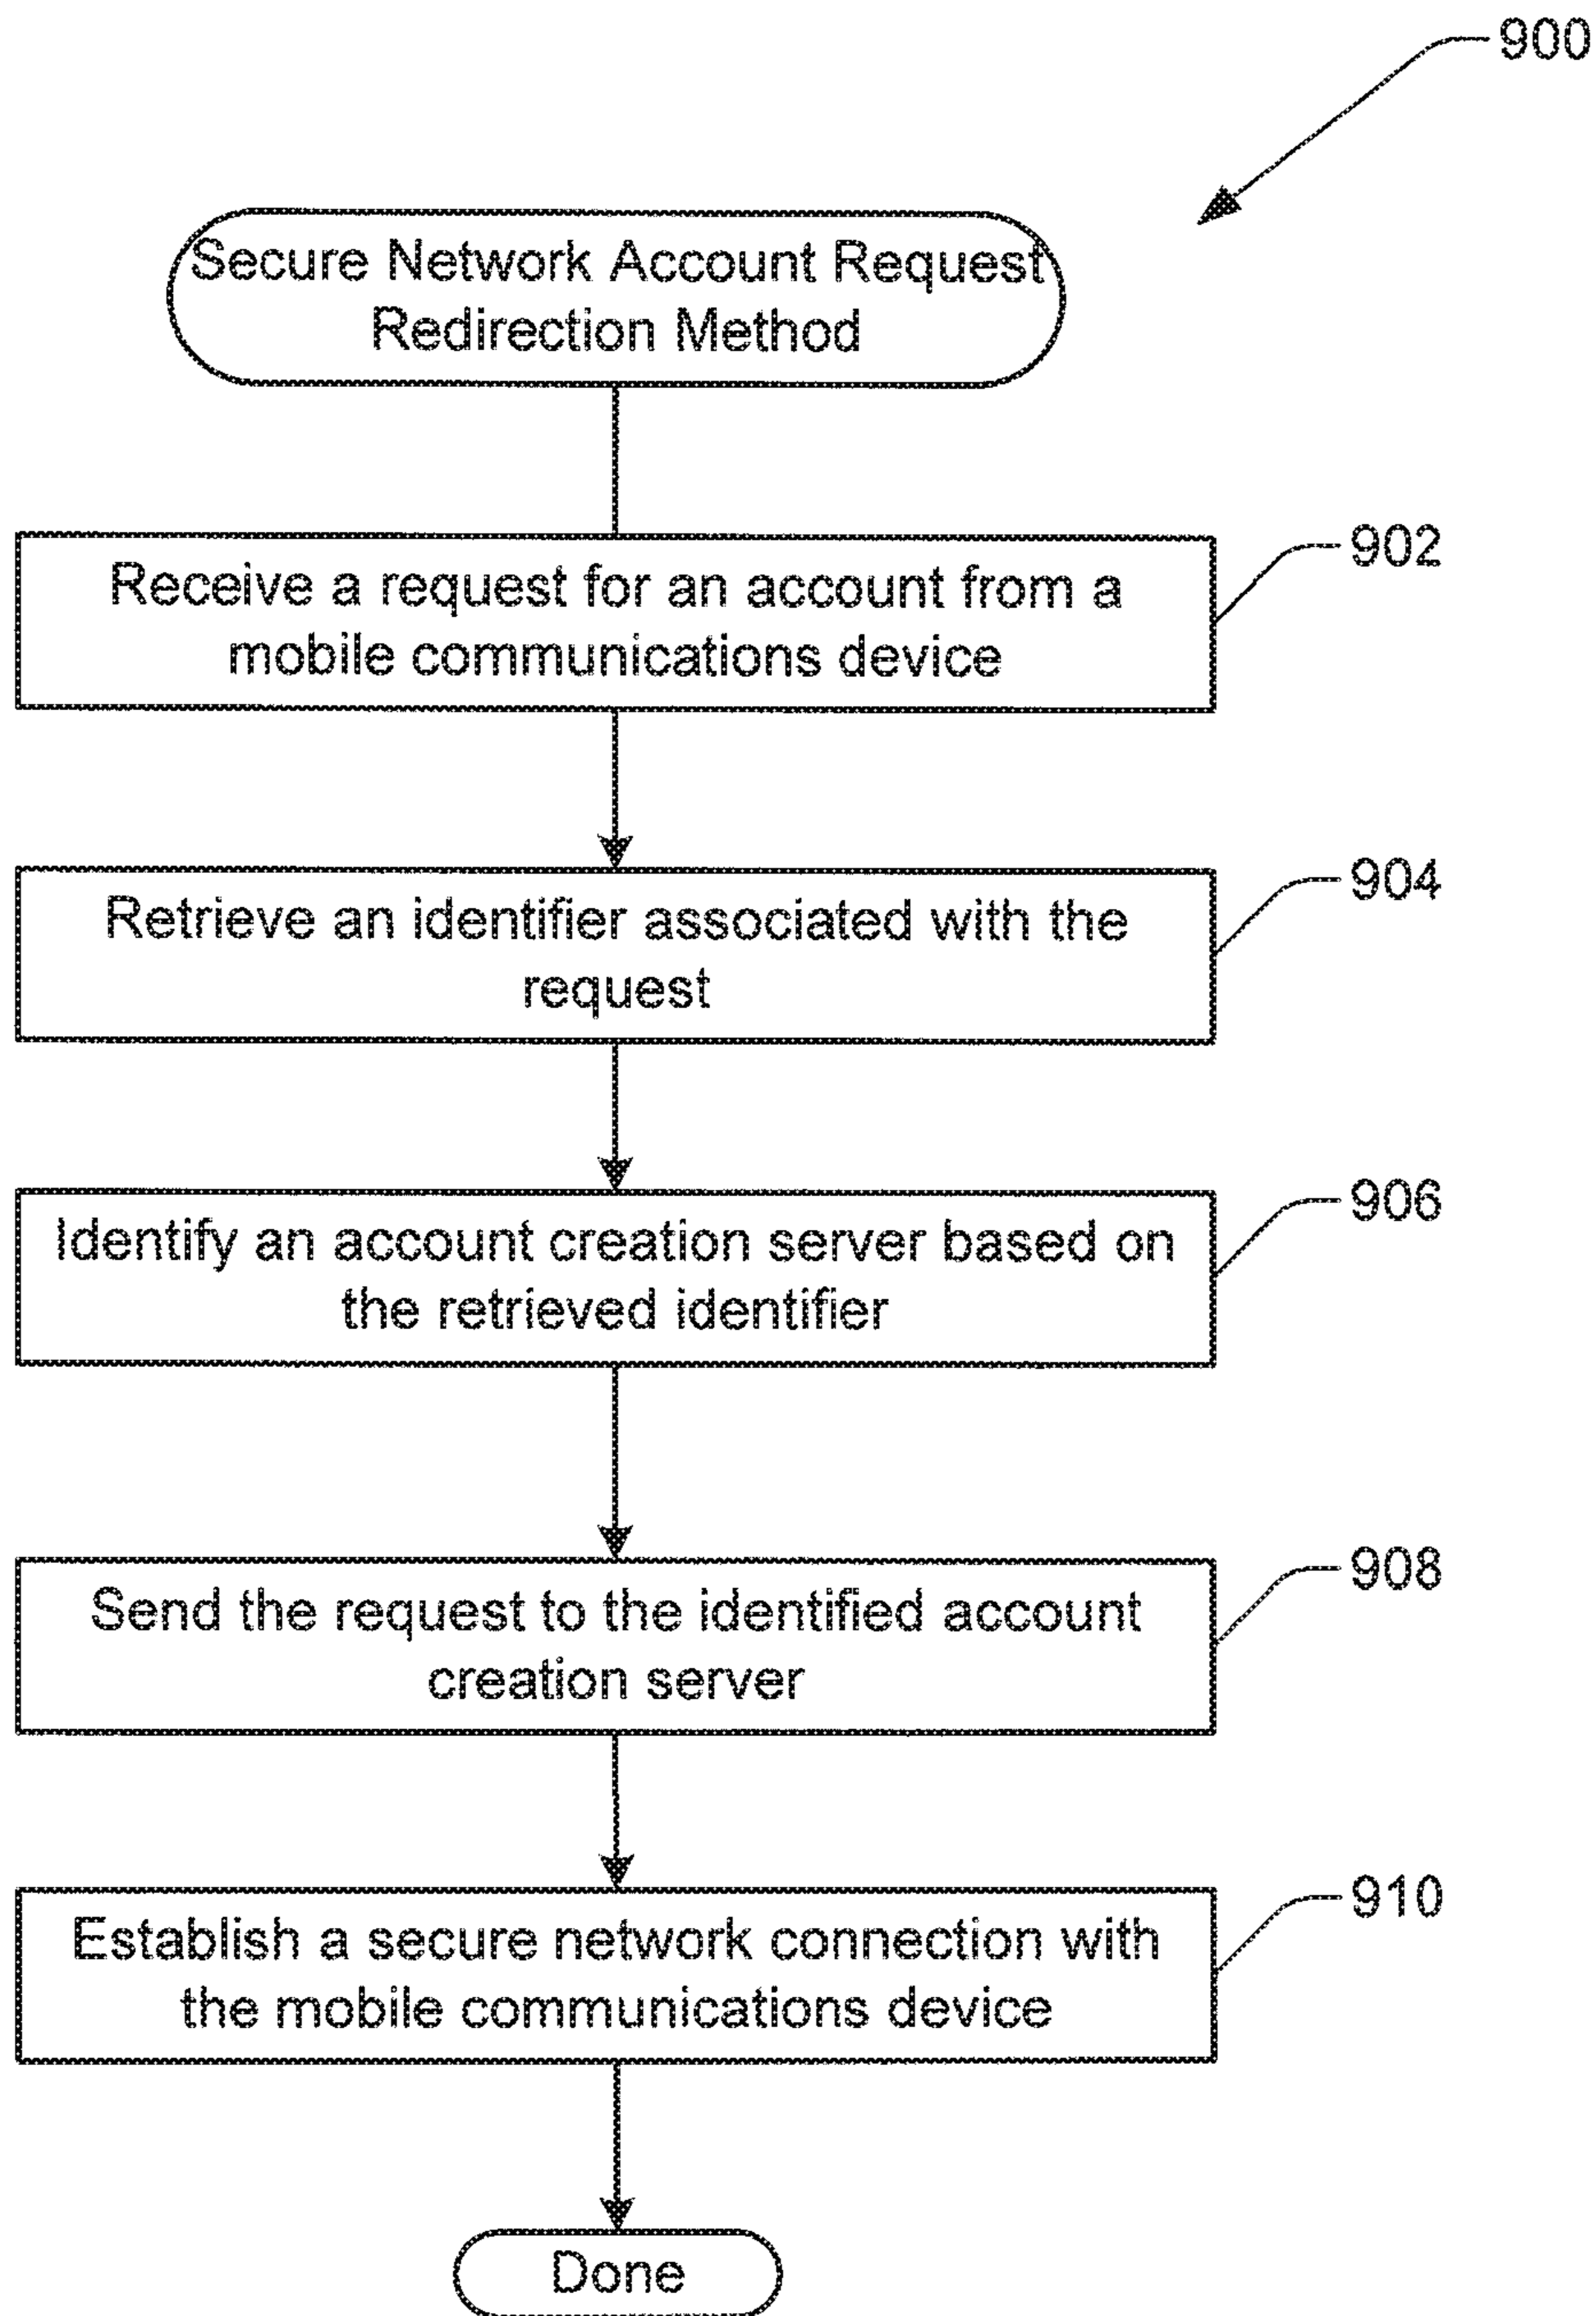 900
Secure Network Account Request
Redirection Method
902
Receive a request for an account from a
mobile communications device
904
Retrieve an identifier associated with the
request
906
Identify an account creation server based on
the retrieved identifier
908
Send the request to the identified account
creation server
910
Establish a secure network connection with
the mobile communications device
Done